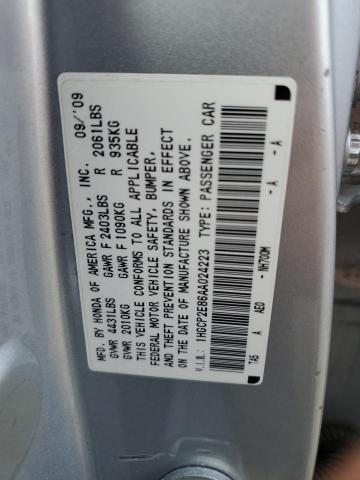 MFD. BY HONDA OF AMERICA MFG., INC. 09/'09
GVWR 4431LBS GAWR F 2403LBS R 2061LBS
GVWR 2010KG GAWR F 1090KG R 935KG
THIS VEHICLE CONFORMS TO ALL APPLICABLE
FEDERAL MOTOR VEHICLE SAFETY, BUMPER,
AND THEFT PREVENTION STANDARDS IN EFFECT
ON THE DATE OF MANUFACTURE SHOWN ABOVE.
V.I.N.: 1HGCP2E86AA024223 TYPE: PASSENGER CAR
TA5 A AEO - NH700M